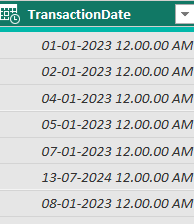 TransactionDate
01-01-2023 12.00.00 AM
02-01-2023 12.00.00 AM
04-01-2023 12.00.00 AM
05-01-2023 12.00.00 AM
07-01-2023 12.00.00 AM
13-07-2024 12.00.00 AM
08-01-2023 12.00.00 AM